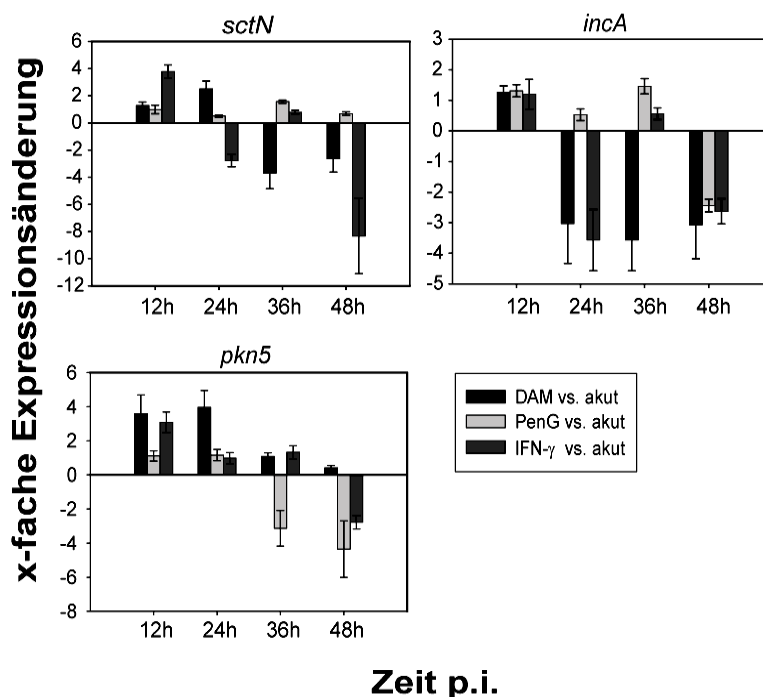 x-fache Expressionsänderung
sctN
6
4
2
0
-2
-4
-6
-8
-10
-12
12h 24h 36h 48h
incA
3
2
1
0
-1
-2
-3
-4
-5
12h 24h 36h 48h
pkn5
6
4
2
0
-2
-4
-6
-8
12h 24h 36h 48h
DAM vs. akut
PenG vs. akut
IFN-γ vs. akut
Zeit p.i.